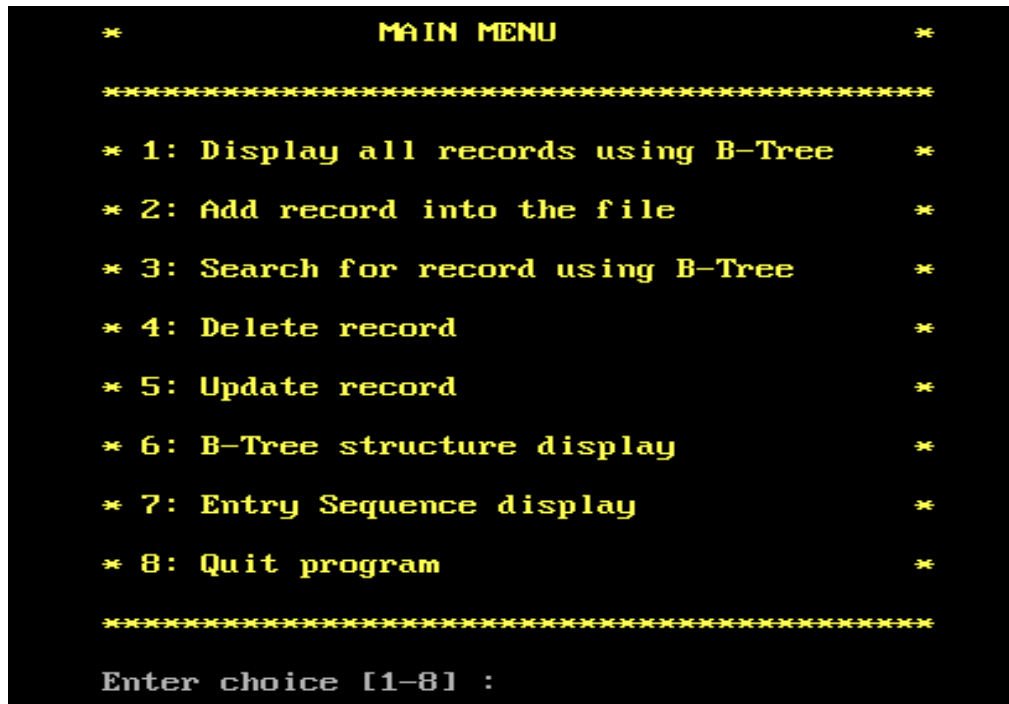 * MAIN MENU *
******************************************
* 1: Display all records using B-Tree *
* 2: Add record into the file *
* 3: Search for record using B-Tree *
* 4: Delete record *
* 5: Update record *
* 6: B-Tree structure display *
* 7: Entry Sequence display *
* 8: Quit program *
******************************************
Enter choice [1-8] :